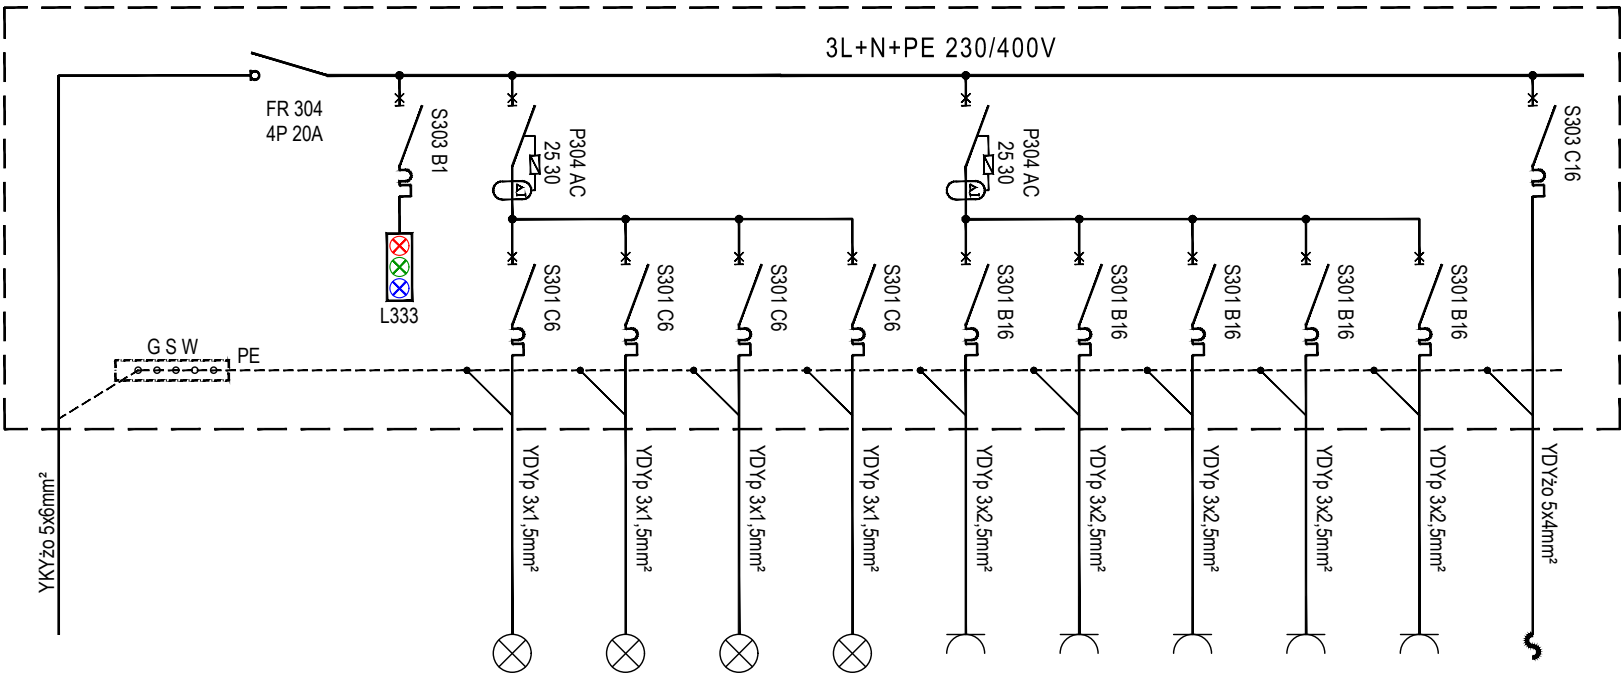 3L+N+PE 230/400V
FR 304
4P 20A
S303 B1
P304 AC
25 30
P304 AC
25 30
S303 C16
L333
S301 C6
S301 C6
S301 C6
S301 C6
S301 B16
S301 B16
S301 B16
S301 B16
S301 B16
G S W
PE
YKYżo 5x6mm²
YDYp 3x1,5mm²
YDYp 3x1,5mm²
YDYp 3x1,5mm²
YDYp 3x1,5mm²
YDYp 3x2,5mm²
YDYp 3x2,5mm²
YDYp 3x2,5mm²
YDYp 3x2,5mm²
YDYp 3x2,5mm²
YDYżo 5x4mm²